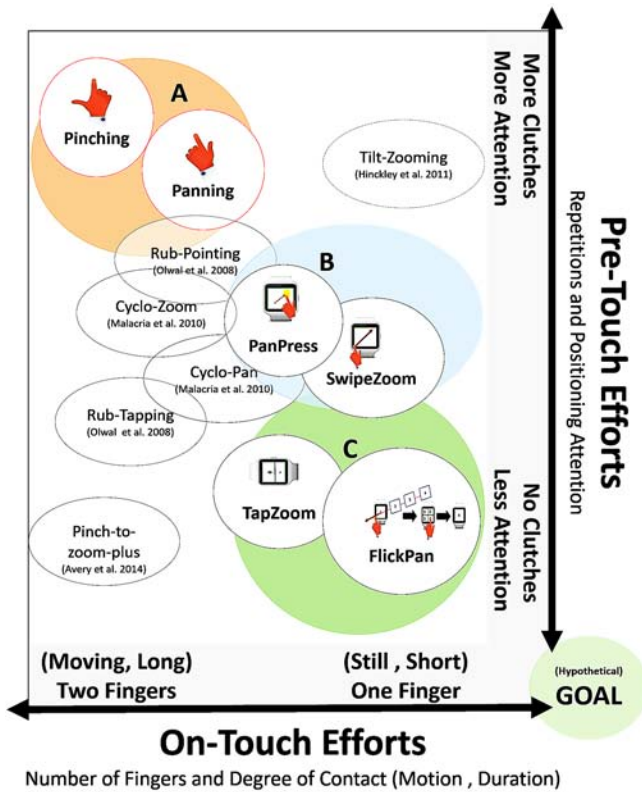 A
Pinching
Panning
Tilt-Zooming
(Hinckley et al. 2011)
More Clutches
More Attention
Rub-Pointing
(Olwal et al. 2008)
B
Cyclo-Zoom
(Malacria et al. 2010)
PanPress
SwipeZoom
Cyclo-Pan
(Malacria et al. 2010)
Rub-Tapping
(Olwal et al. 2008)
C
TapZoom
FlickPan
Pinch-to-
zoom-plus
(Avery et al. 2014)
No Clutches
Less Attention
Pre-Touch Efforts
Repetitions and Positioning Attention
(Moving, Long)
Two Fingers
(Still , Short)
One Finger
(Hypothetical)
GOAL
On-Touch Efforts
Number of Fingers and Degree of Contact (Motion , Duration)